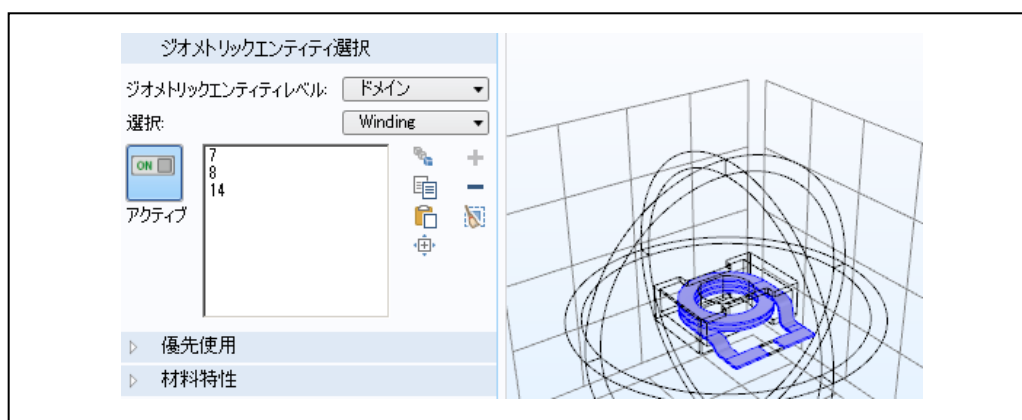 ジオメトリックエンティティ選択
ジオメトリックエンティティレベル: ドメイン
選択: Winding
ON
7
8
14
アクティブ
優先使用
材料特性